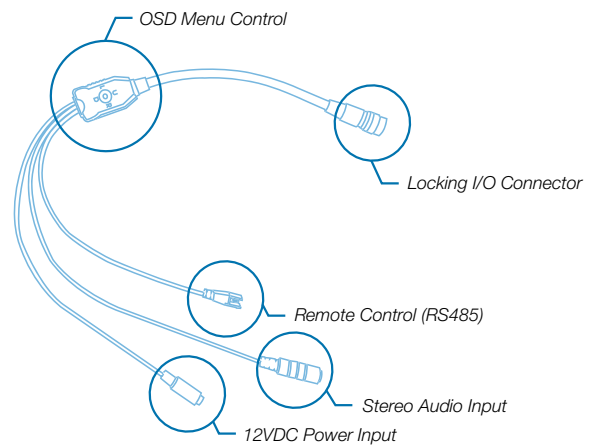 OSD Menu Control
Locking I/O Connector
Remote Control (RS485)
Stereo Audio Input
12VDC Power Input